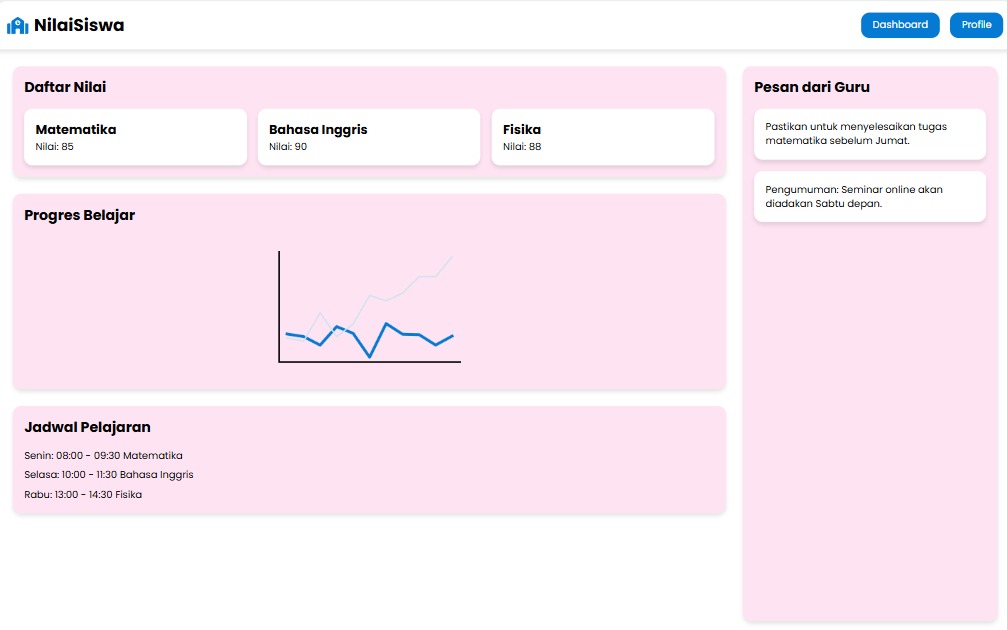 NilaiSiswa
Dashboard
Profile
Daftar Nilai
Matematika
Nilai: 85
Bahasa Inggris
Nilai: 90
Fisika
Nilai: 88
Progres Belajar
Jadwal Pelajaran
Senin: 08:00 - 09:30 Matematika
Selasa: 10:00 - 11:30 Bahasa Inggris
Rabu: 13:00 - 14:30 Fisika
Pesan dari Guru
Pastikan untuk menyelesaikan tugas
matematika sebelum Jumat.
Pengumuman: Seminar online akan
diadakan Sabtu depan.